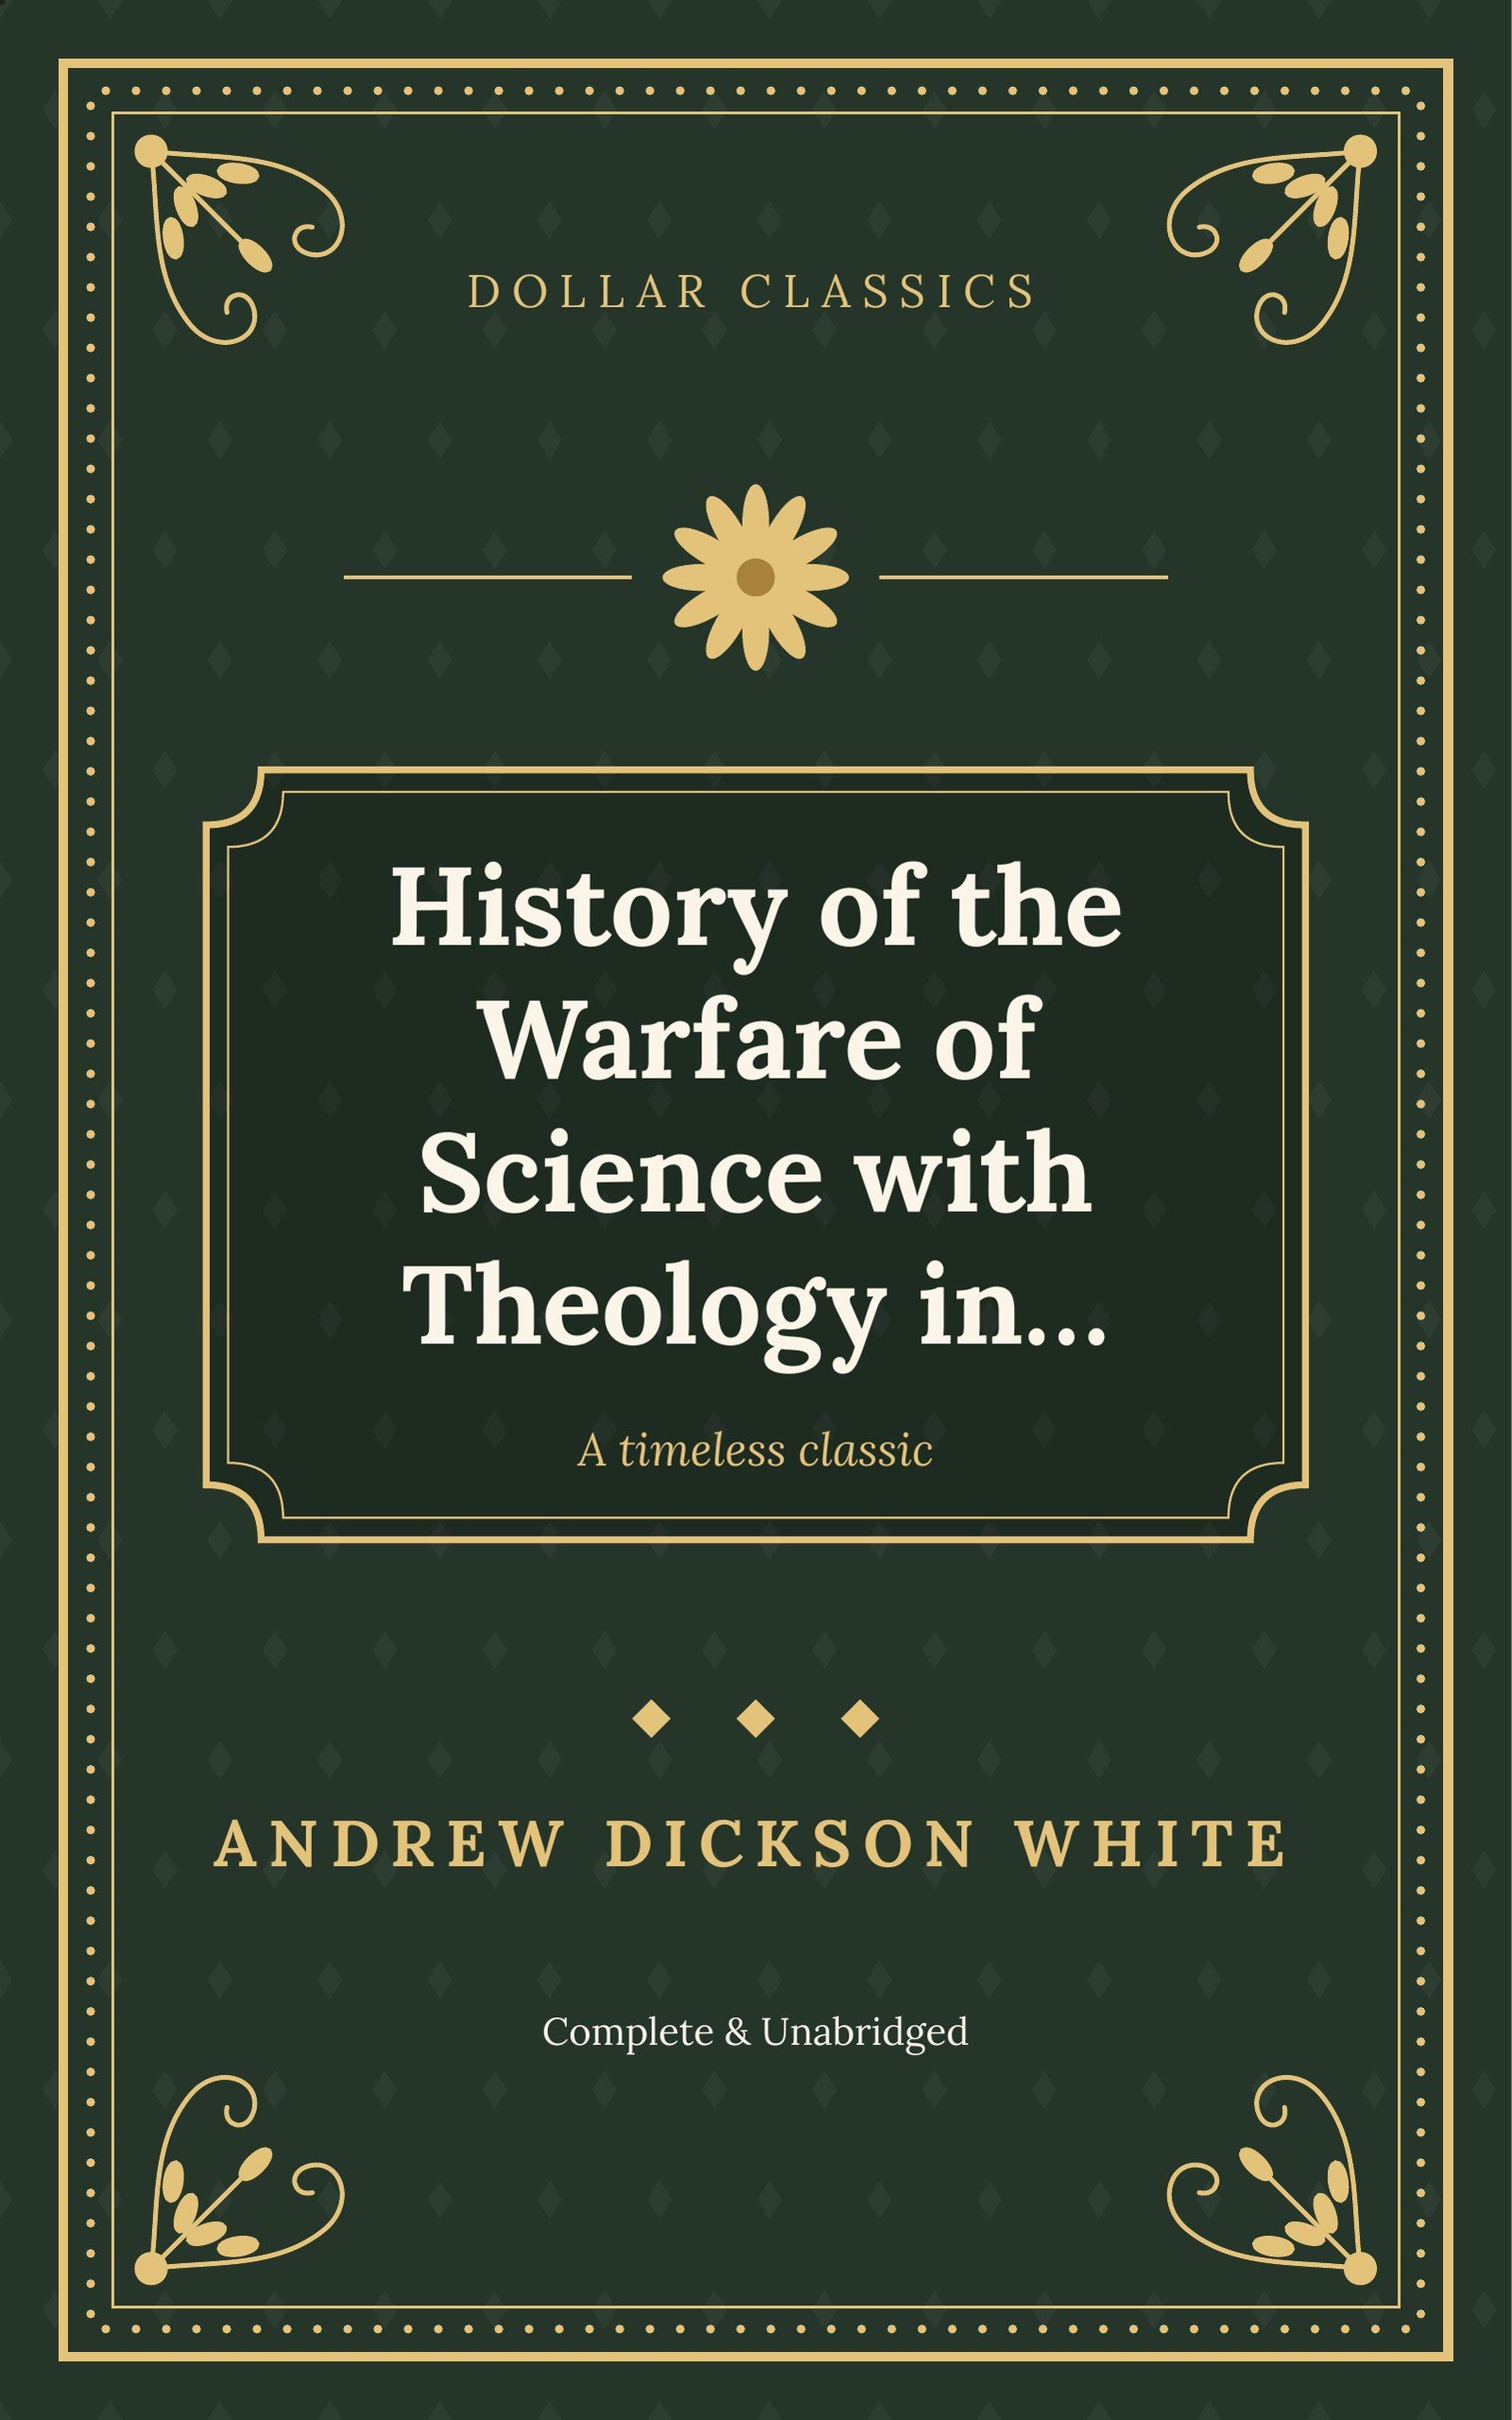 DOLLAR CLASSICS
History of the
Warfare of
Science with
Theology in...
A timeless classic
ANDREW DICKSON WHITE
Complete & Unabridged